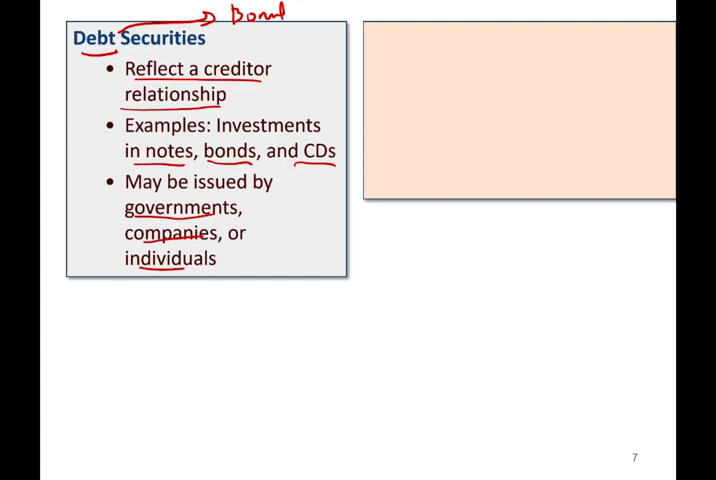 Bond
Debt Securities
• Reflect a creditor
relationship
• Examples: Investments
in notes, bonds, and CDs
• May be issued by
governments,
companies, or
individuals
7